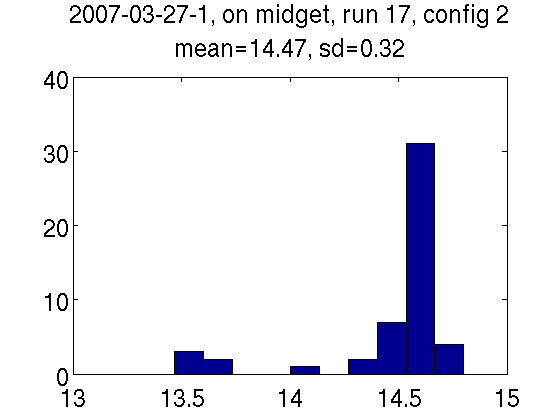 2007-03-27-1, on midget, run 17, config 2
mean=14.47, sd=0.32
40
30
20
10
0
13 13.5 14 14.5 15